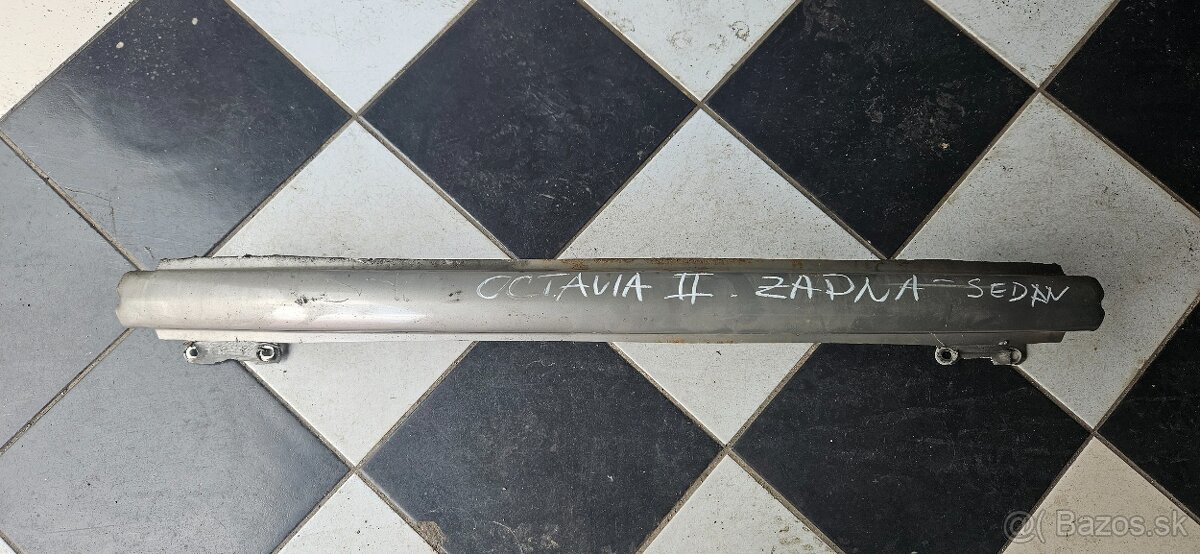 OCTAVIA II. ZADNA - SEDAN
@( Bazos.sk